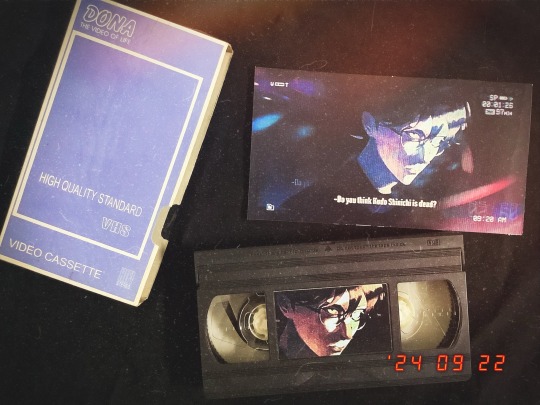 DONA
THE VIDEO OF LIFE
HIGH QUALITY STANDARD
VHS
VIDEO CASSETTE
SP
00:01:26
57MIN
-Do you think Kudo Shinichi is dead?
09:20 AM
'24 09 22